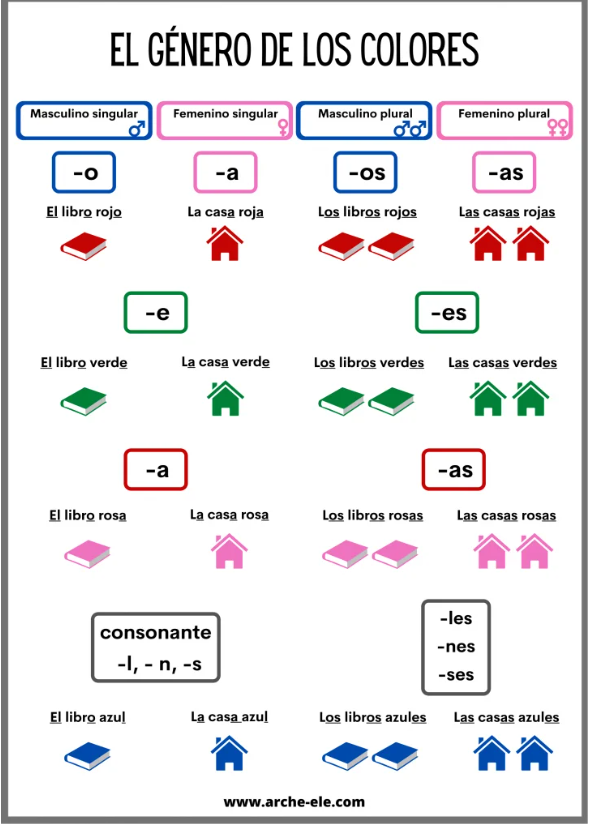 EL GÉNERO DE LOS COLORES
Masculino singular
Femenino singular
Masculino plural
Femenino plural
-o
-a
-os
-as
El libro rojo
La casa roja
Los libros rojos
Las casas rojas
-e
-es
El libro verde
La casa verde
Los libros verdes
Las casas verdes
-a
-as
El libro rosa
La casa rosa
Los libros rosas
Las casas rosas
consonante
-l, - n, -s
-les
-nes
-ses
El libro azul
La casa azul
Los libros azules
Las casas azules
www.arche-ele.com